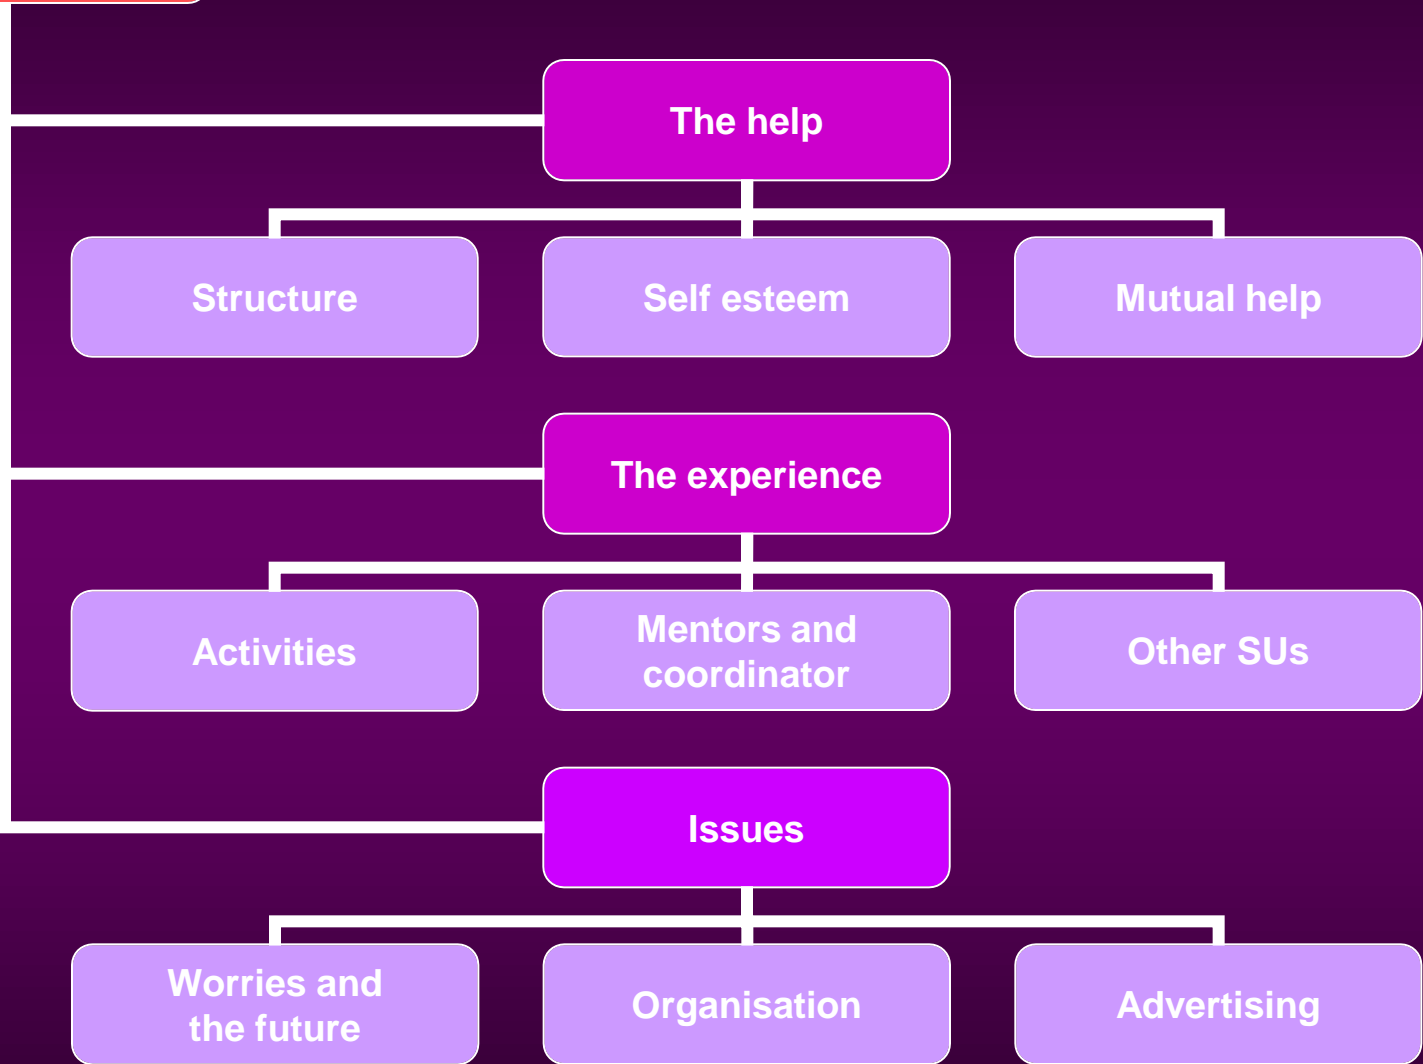 The help
Structure
Self esteem
Mutual help
The experience
Activities
Mentors and
coordinator
Other SUs
Issues
Worries and
the future
Organisation
Advertising